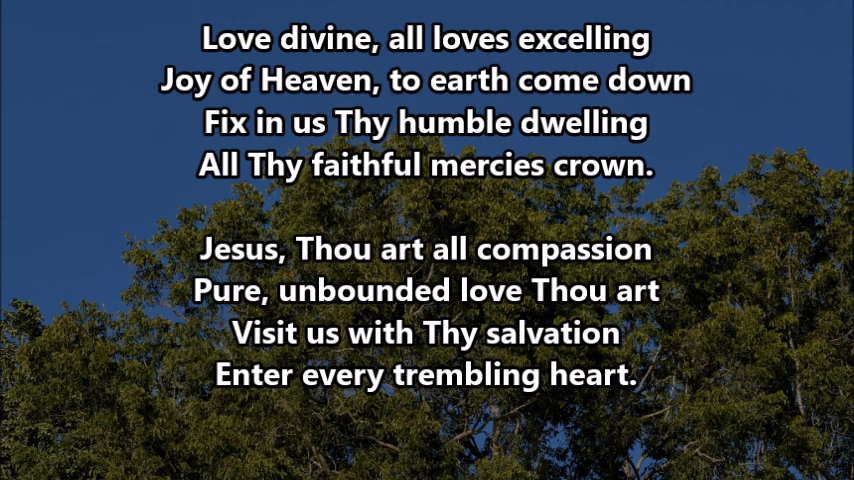 Love divine, all loves excelling
Joy of Heaven, to earth come down
Fix in us Thy humble dwelling
All Thy faithful mercies crown.
Jesus, Thou art all compassion
Pure, unbounded love Thou art
Visit us with Thy salvation
Enter every trembling heart.